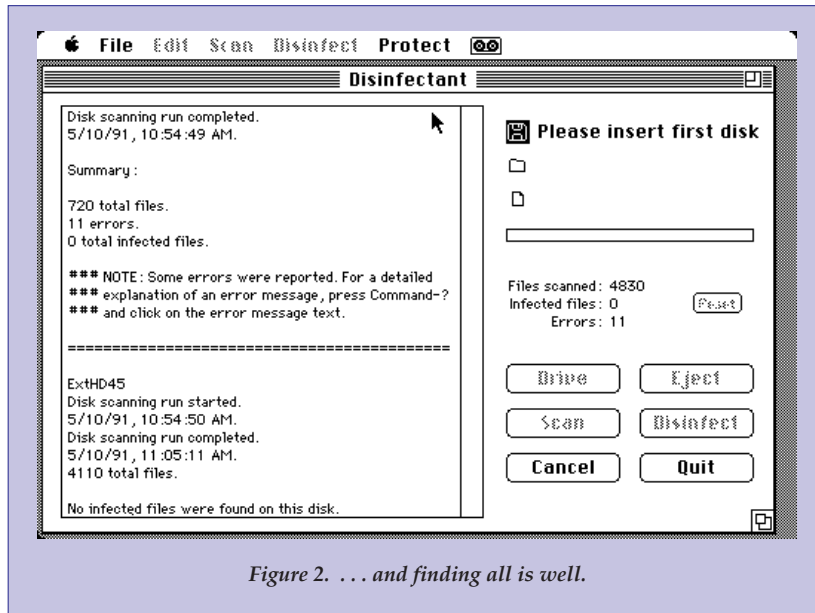 File Edit Scan Disinfect Protect
Disinfectant
Disk scanning run completed.
5/10/91, 10:54:49 AM.
Summary:
720 total files.
11 errors.
0 total infected files.
### NOTE: Some errors were reported. For a detailed
### explanation of an error message, press Command-?
### and click on the error message text.
===========================================
ExtHD45
Disk scanning run started.
5/10/91, 10:54:50 AM.
Disk scanning run completed.
5/10/91, 11:05:11 AM.
4110 total files.
No infected files were found on this disk.
Please insert first disk
Files scanned: 4830
Infected files: 0
Reset
Errors: 11
Drive Eject
Scan Disinfect
Cancel Quit
Figure 2. . . . and finding all is well.